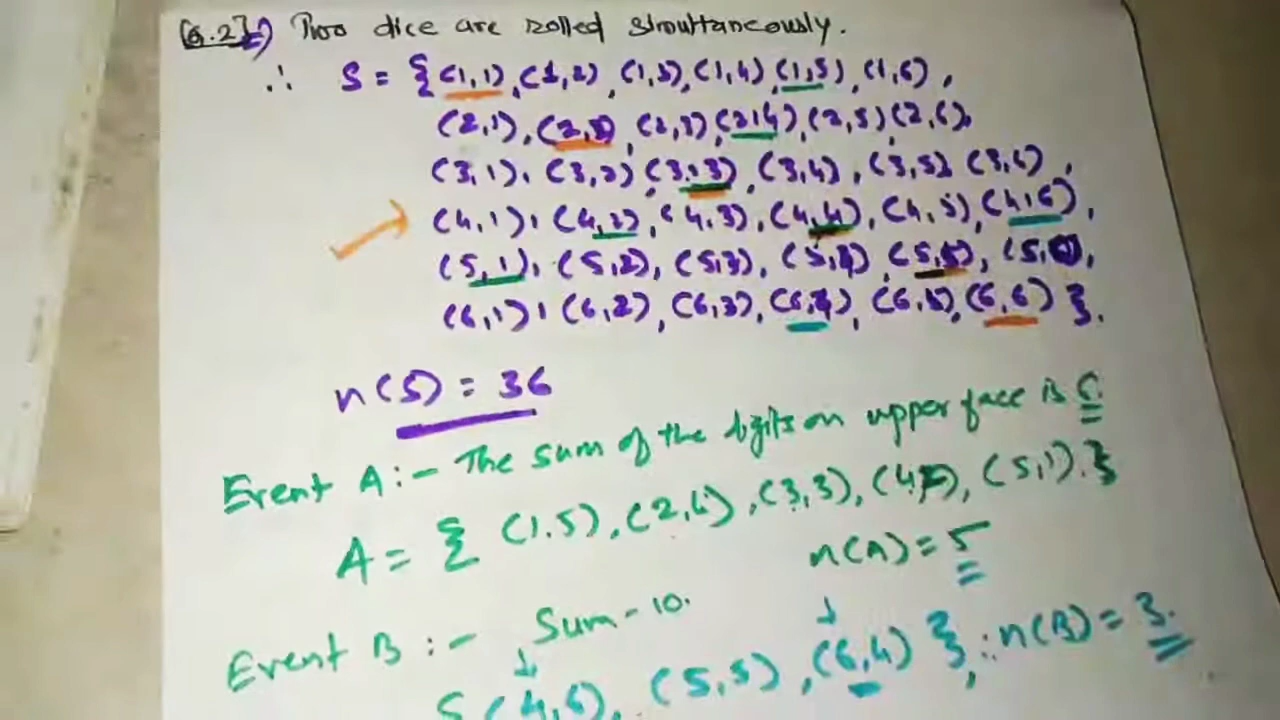 [Q.2] => Two dice are rolled simultaneously.
∴ S = {(1,1), (1,2), (1,3), (1,4), (1,5), (1,6),
(2,1), (2,2), (2,3), (2,4), (2,5) (2,6),
(3,1), (3,2) (3,3), (3,4), (3,5), (3,6),
(4,1), (4,2), (4,3), (4,4), (4,5), (4,6),
(5,1), (5,2), (5,3), (5,4), (5,5), (5,6),
(6,1), (6,2), (6,3), (6,4), (6,5), (6,6) }.
n(S) = 36
Event A :- The sum of the digits on upper face is 6.
A = { (1,5), (2,4), (3,3), (4,2), (5,1).}
n(A) = 5
Event B :- Sum - 10.
{ (4,6), (5,5), (6,4) }, ∴ n(B) = 3.